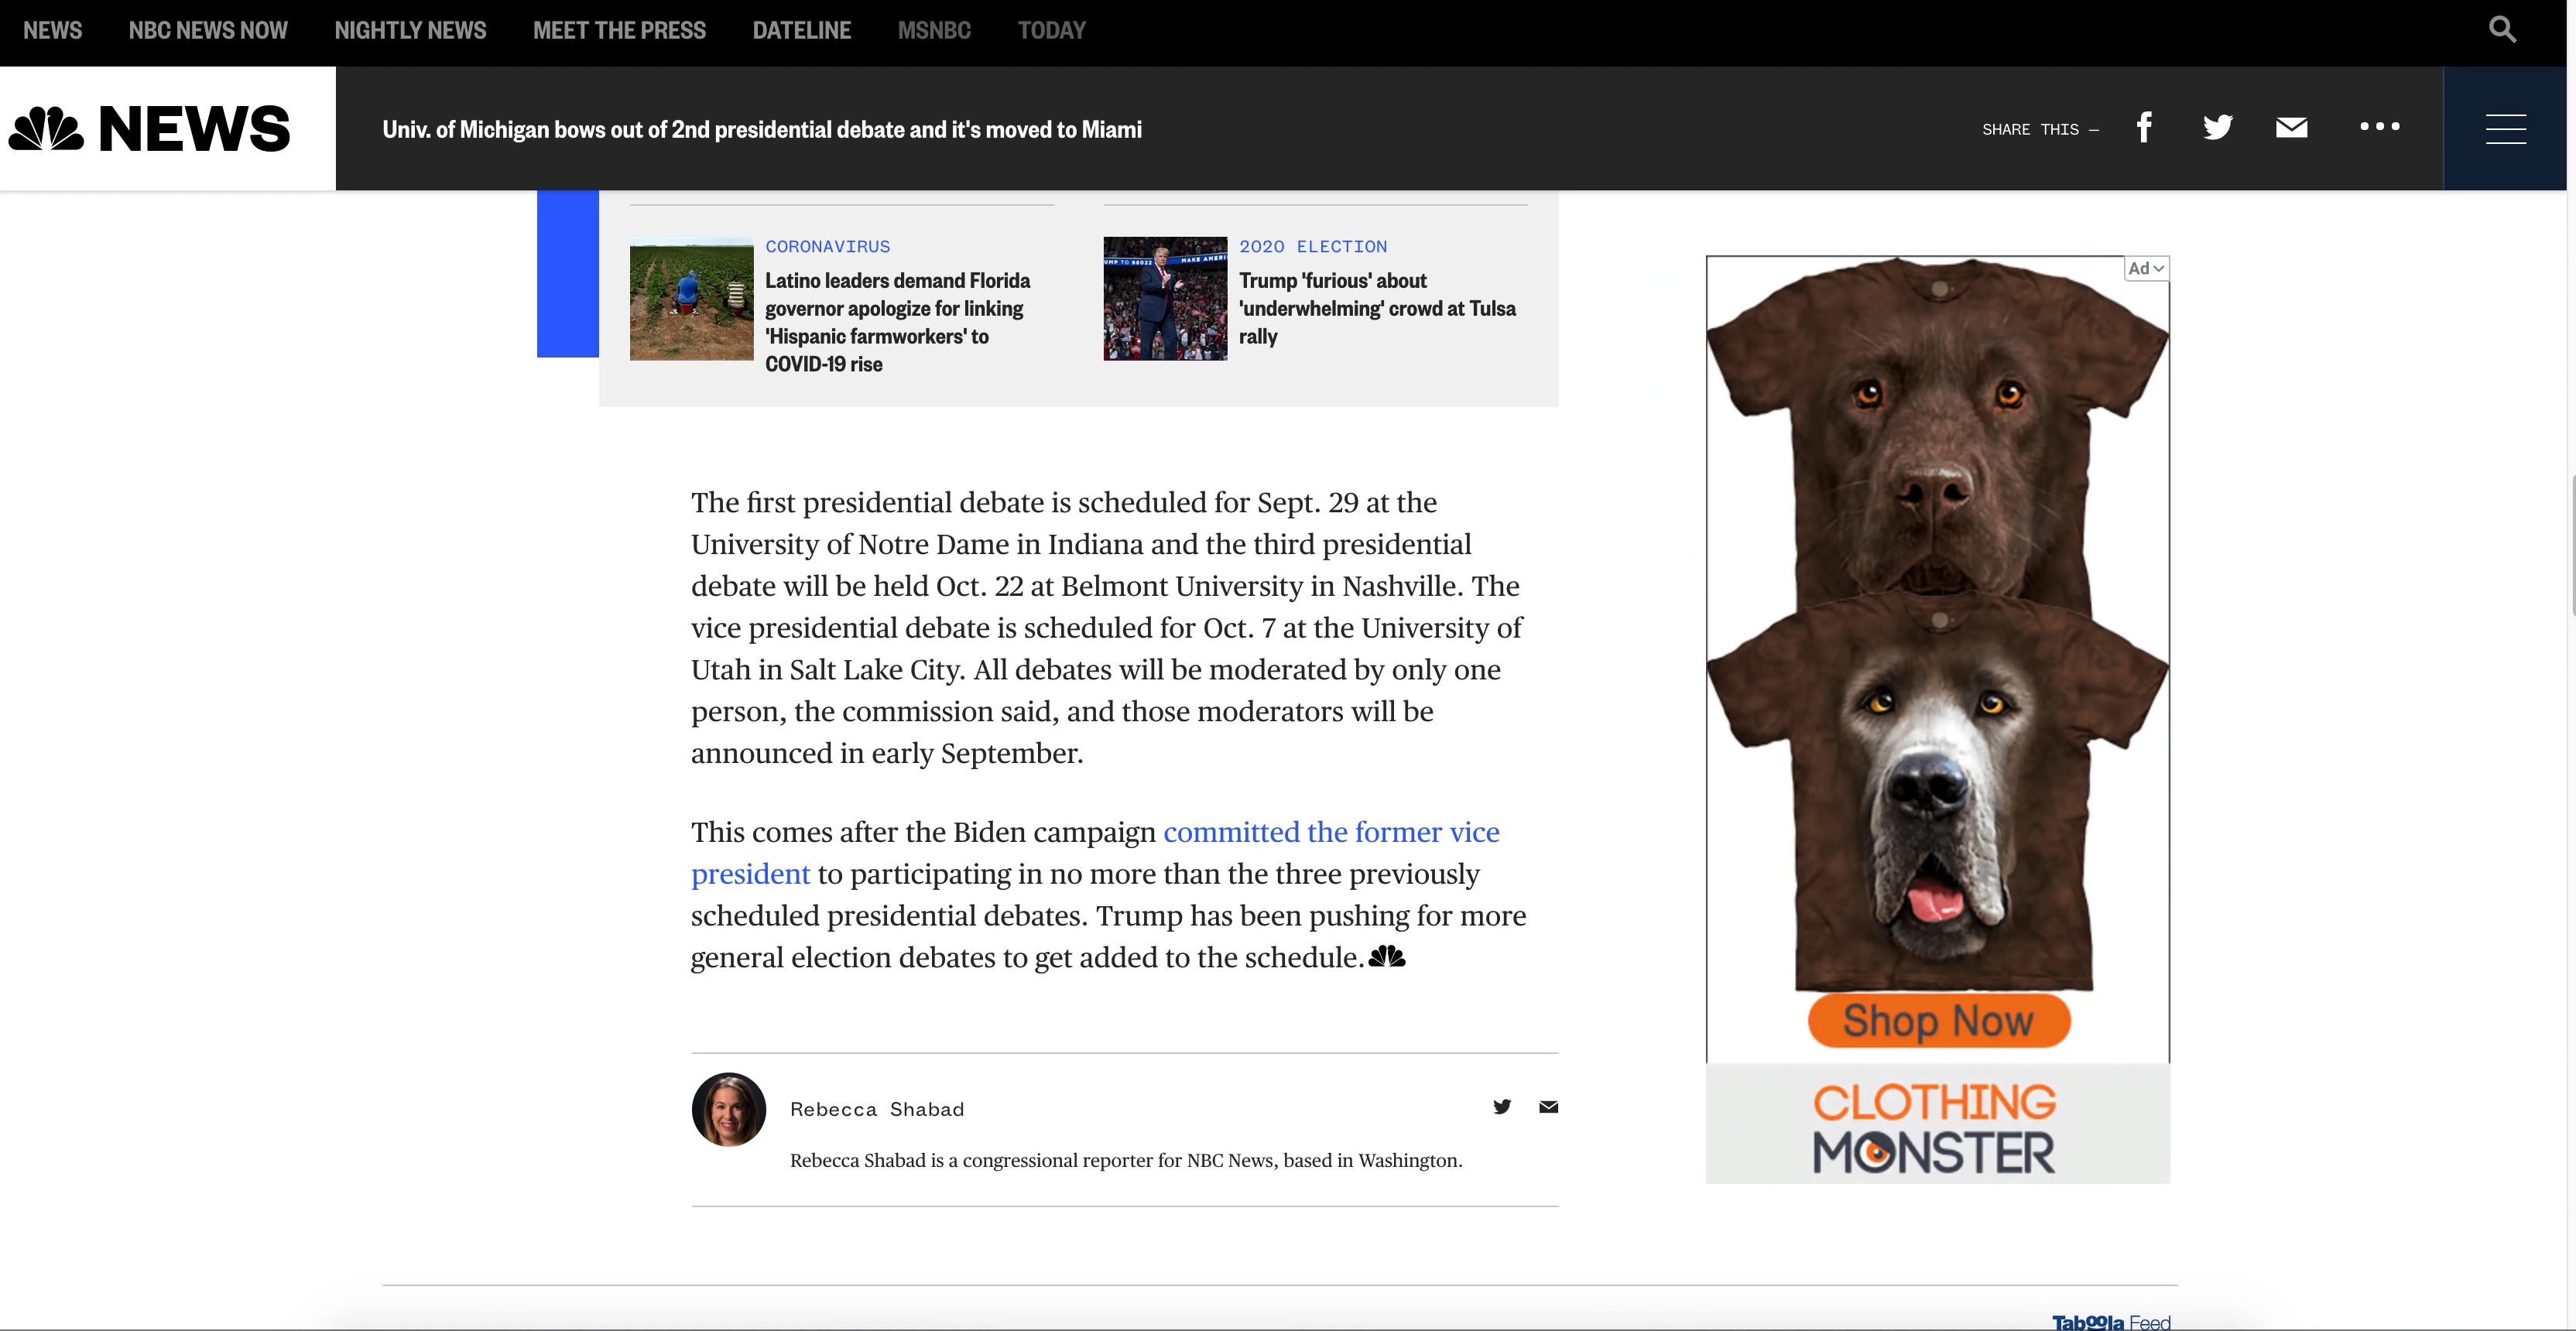 NEWS NBC NEWS NOW NIGHTLY NEWS MEET THE PRESS DATELINE MSNBC TODAY
NEWS
Univ. of Michigan bows out of 2nd presidential debate and it's moved to Miami
SHARE THIS —
CORONAVIRUS
Latino leaders demand Florida
governor apologize for linking
'Hispanic farmworkers' to
COVID-19 rise
UMP TO 88022 MAKE AMERI
2020 ELECTION
Trump 'furious' about
'underwhelming' crowd at Tulsa
rally
The first presidential debate is scheduled for Sept. 29 at the
University of Notre Dame in Indiana and the third presidential
debate will be held Oct. 22 at Belmont University in Nashville. The
vice presidential debate is scheduled for Oct. 7 at the University of
Utah in Salt Lake City. All debates will be moderated by only one
person, the commission said, and those moderators will be
announced in early September.
This comes after the Biden campaign committed the former vice
president to participating in no more than the three previously
scheduled presidential debates. Trump has been pushing for more
general election debates to get added to the schedule.
Rebecca Shabad
Rebecca Shabad is a congressional reporter for NBC News, based in Washington.
Ad
Shop Now
CLOTHING
MONSTER
Taboola Feed